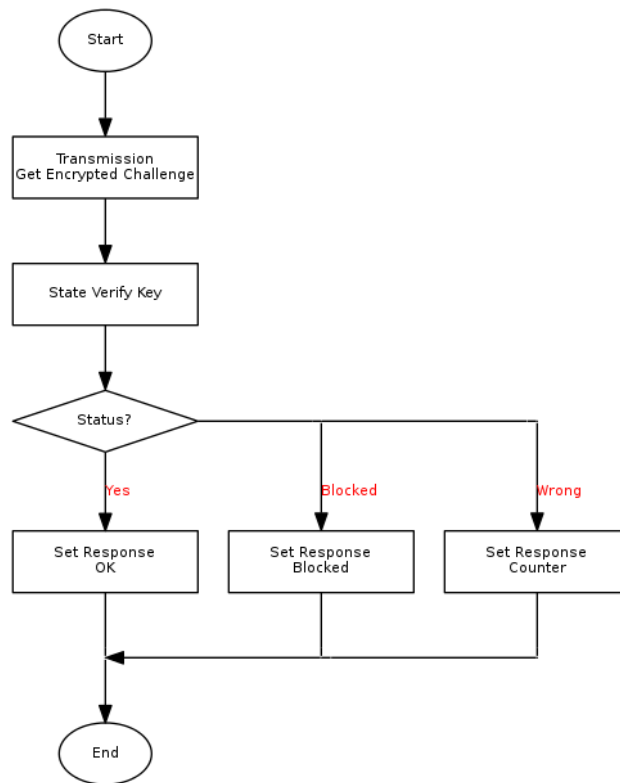 Start
Transmission
Get Encrypted Challenge
State Verify Key
Status?
Yes
Blocked
Wrong
Set Response
OK
Set Response
Blocked
Set Response
Counter
End